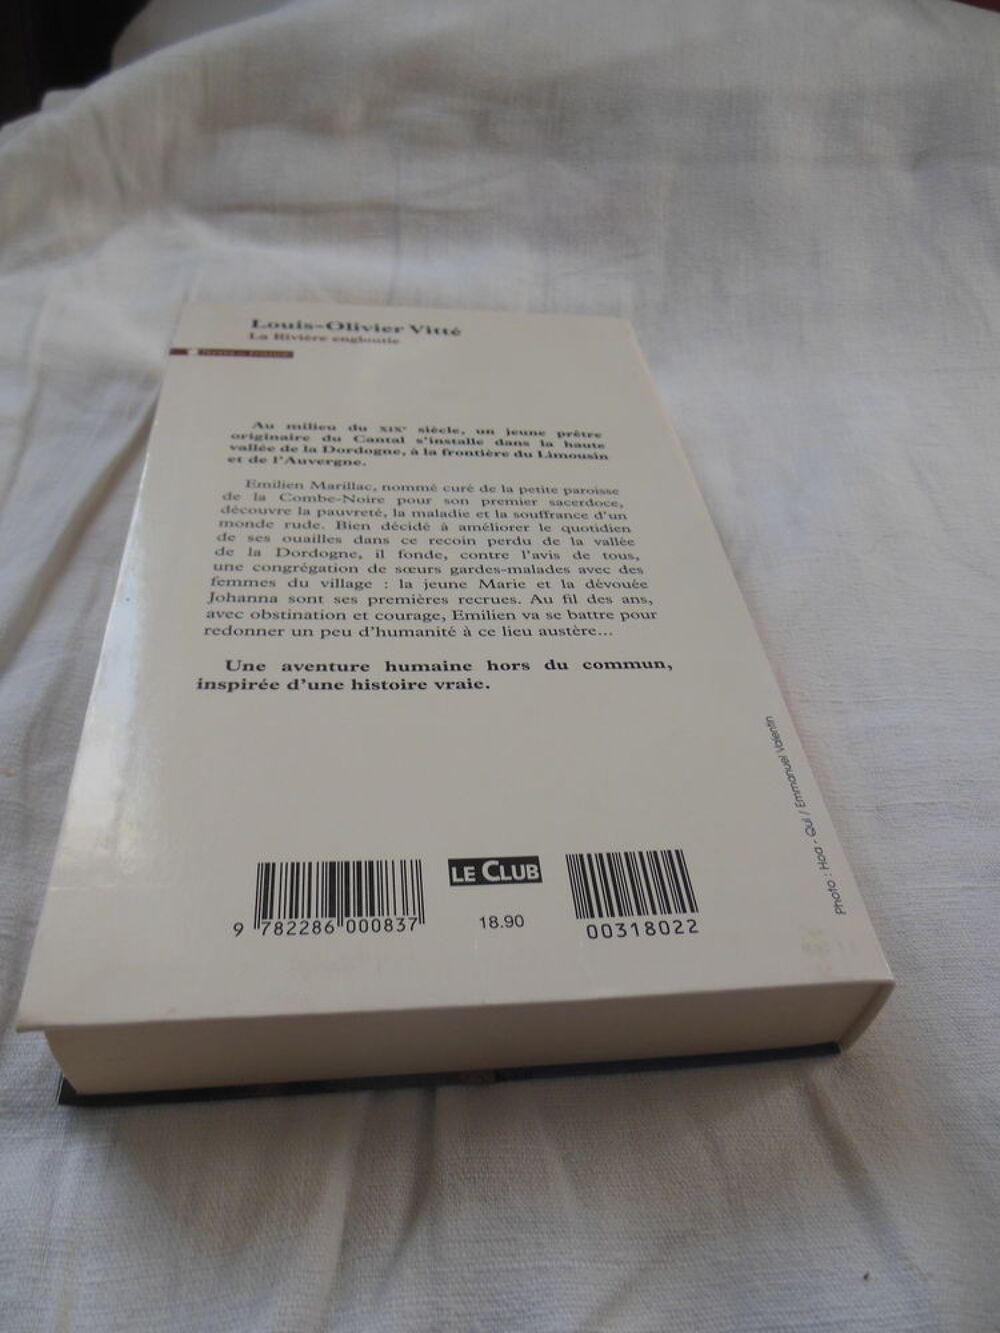 Louis-Olivier Vitté
La Rivière engloutie
Terres de France
Au milieu du XIXe siècle, un jeune prêtre
originaire du Cantal s'installe dans la haute
vallée de la Dordogne, à la frontière du Limousin
et de l'Auvergne.
Emilien Marillac, nommé curé de la petite paroisse
de la Combe-Noire pour son premier sacerdoce,
découvre la pauvreté, la maladie et la souffrance d'un
monde rude. Bien décidé à améliorer le quotidien
de ses ouailles dans ce recoin perdu de la vallée
de la Dordogne, il fonde, contre l'avis de tous,
une congrégation de sœurs gardes-malades avec des
femmes du village : la jeune Marie et la dévouée
Johanna sont ses premières recrues. Au fil des ans,
avec obstination et courage, Emilien va se battre pour
redonner un peu d'humanité à ce lieu austère...
Une aventure humaine hors du commun,
inspirée d'une histoire vraie.
Photo : Hoa - Qui / Emmanuel Valentin
LE CLUB
9 782286 000837
18.90
00318022